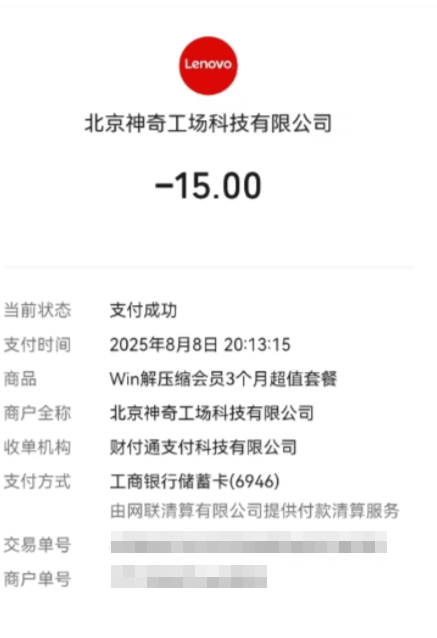 Lenovo
北京神奇工场科技有限公司
-15.00
当前状态 支付成功
支付时间 2025年8月8日 20:13:15
商品 Win解压缩会员3个月超值套餐
商户全称 北京神奇工场科技有限公司
收单机构 财付通支付科技有限公司
支付方式 工商银行储蓄卡(6946)
由网联清算有限公司提供付款清算服务
交易单号
商户单号